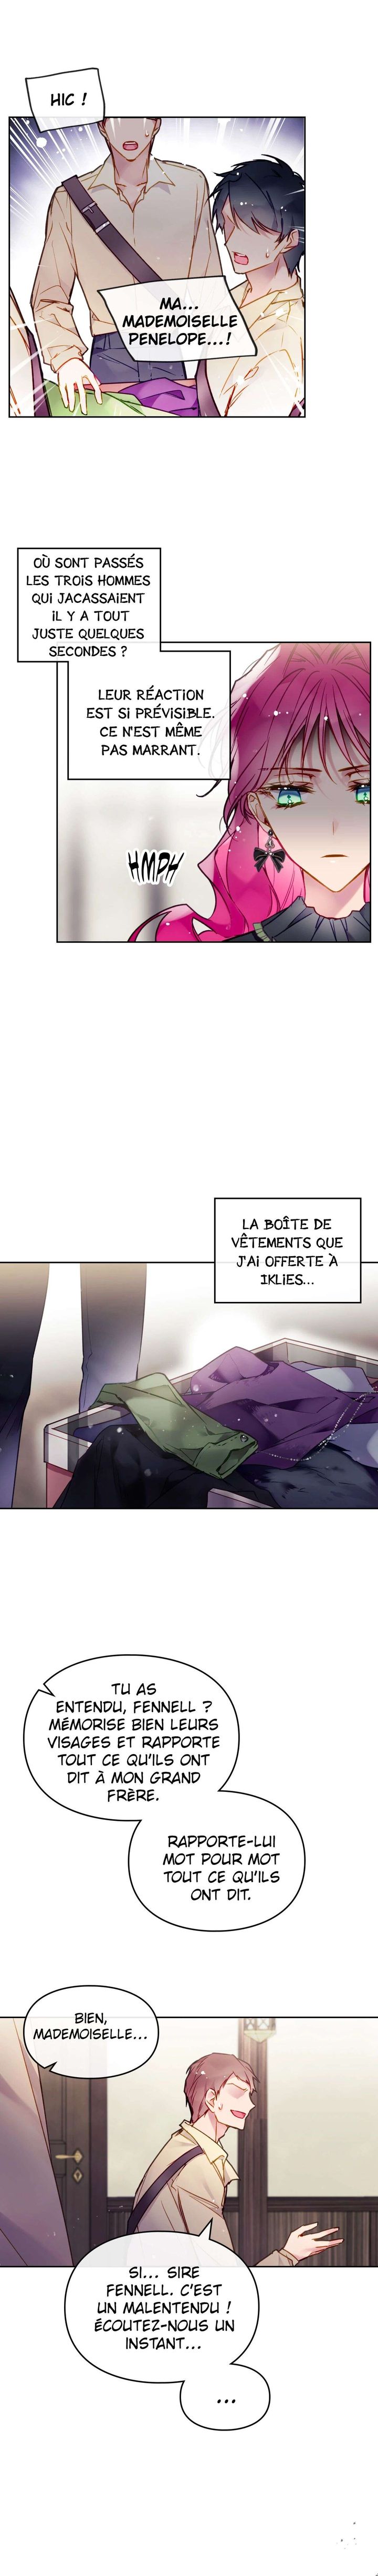 HIC !
MA...
MADEMOISELLE
PENELOPE...!
OÙ SONT PASSÉS
LES TROIS HOMMES
QUI JACASSAIENT
IL Y A TOUT
JUSTE QUELQUES
SECONDES ?
LEUR RÉACTION
EST SI PRÉVISIBLE.
CE N'EST MÊME
PAS MARRANT.
HMPH
LA BOÎTE DE
VÊTEMENTS QUE
J'AI OFFERTE À
IKLIES...
TU AS
ENTENDU, FENNELL ?
MÉMORISE BIEN LEURS
VISAGES ET RAPPORTE
TOUT CE QU'ILS ONT
DIT À MON GRAND
FRÈRE.
RAPPORTE-LUI
MOT POUR MOT
TOUT CE QU'ILS
ONT DIT.
BIEN,
MADEMOISELLE...
SI... SIRE
FENNELL. C'EST
UN MALENTENDU !
ÉCOUTEZ-NOUS UN
INSTANT...
...